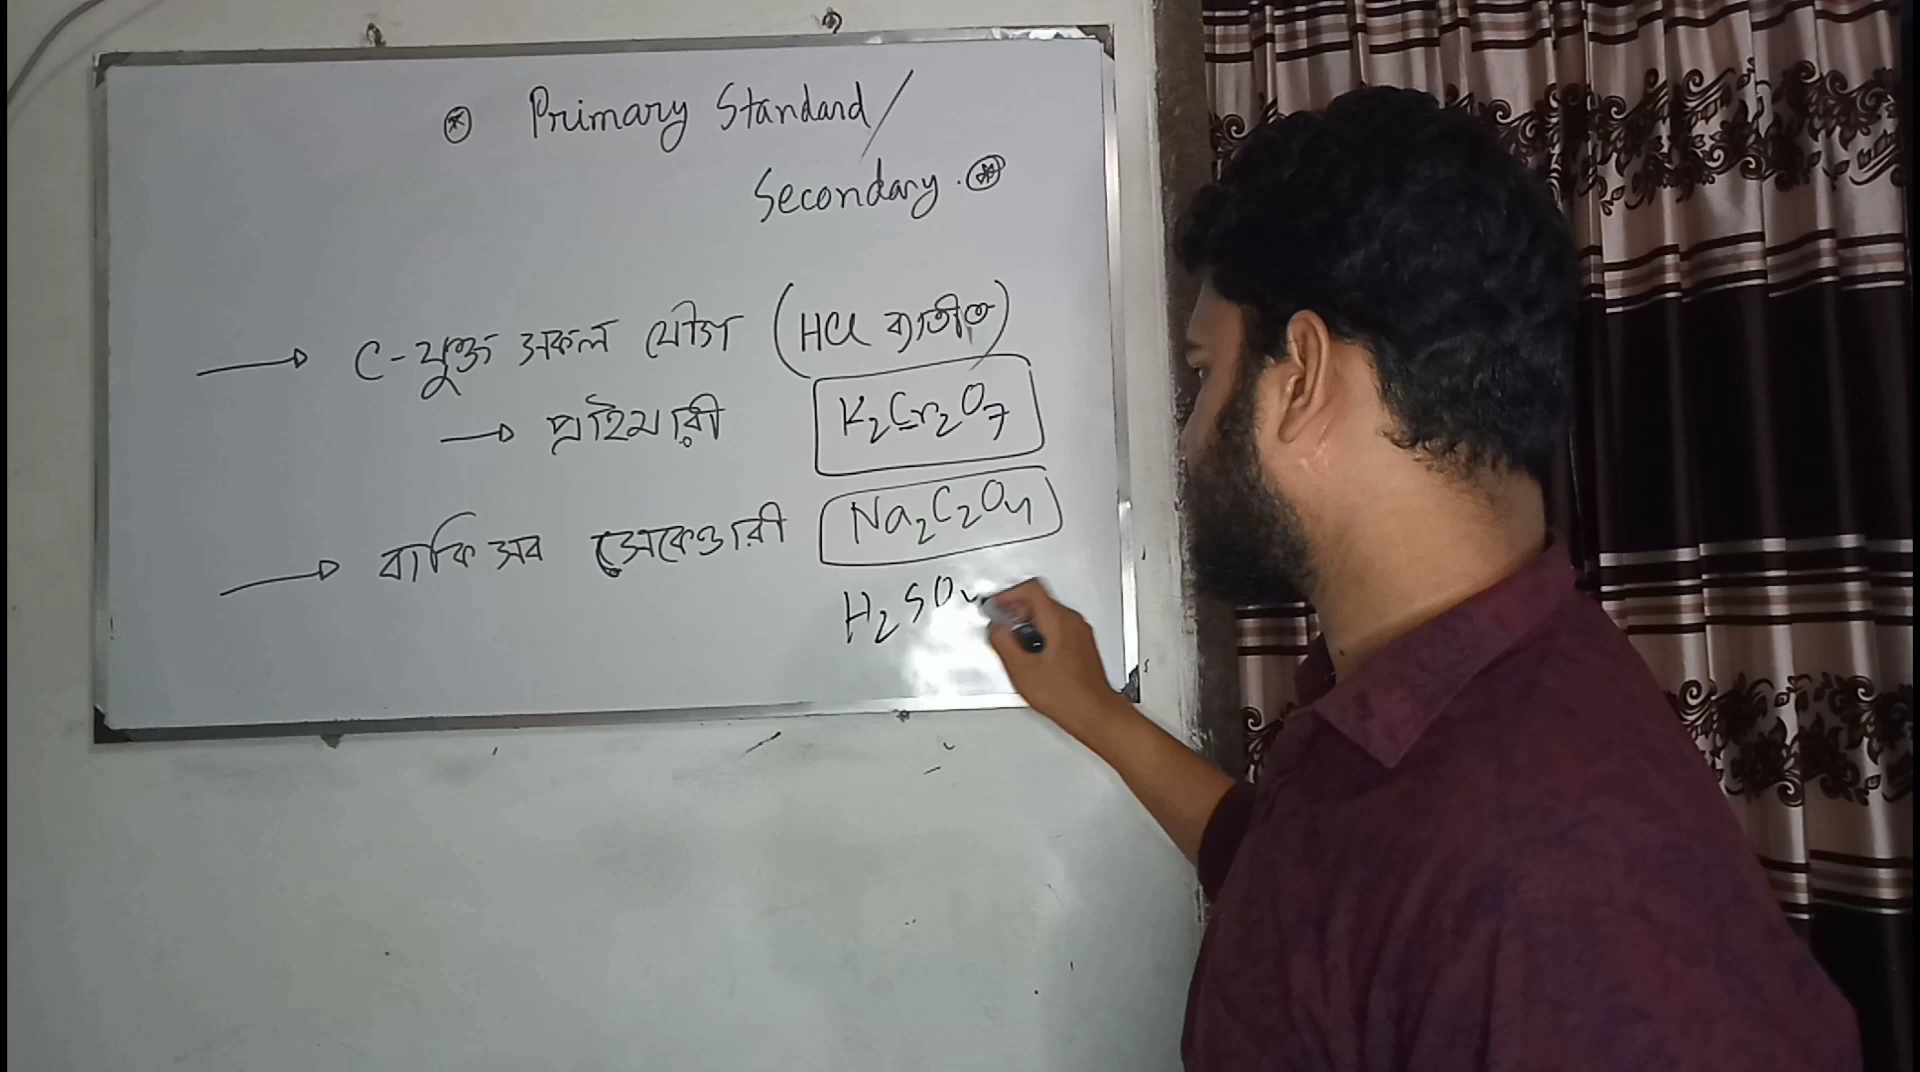 Primary Standard/
Secondary.
→ C-যুক্ত সকল যৌগ (HCl ব্যতীত)
→ প্রাইমারী K₂Cr₂O₇
→ বাকি সব সেকেণ্ডারী Na₂C₂O₄
H₂SO₄